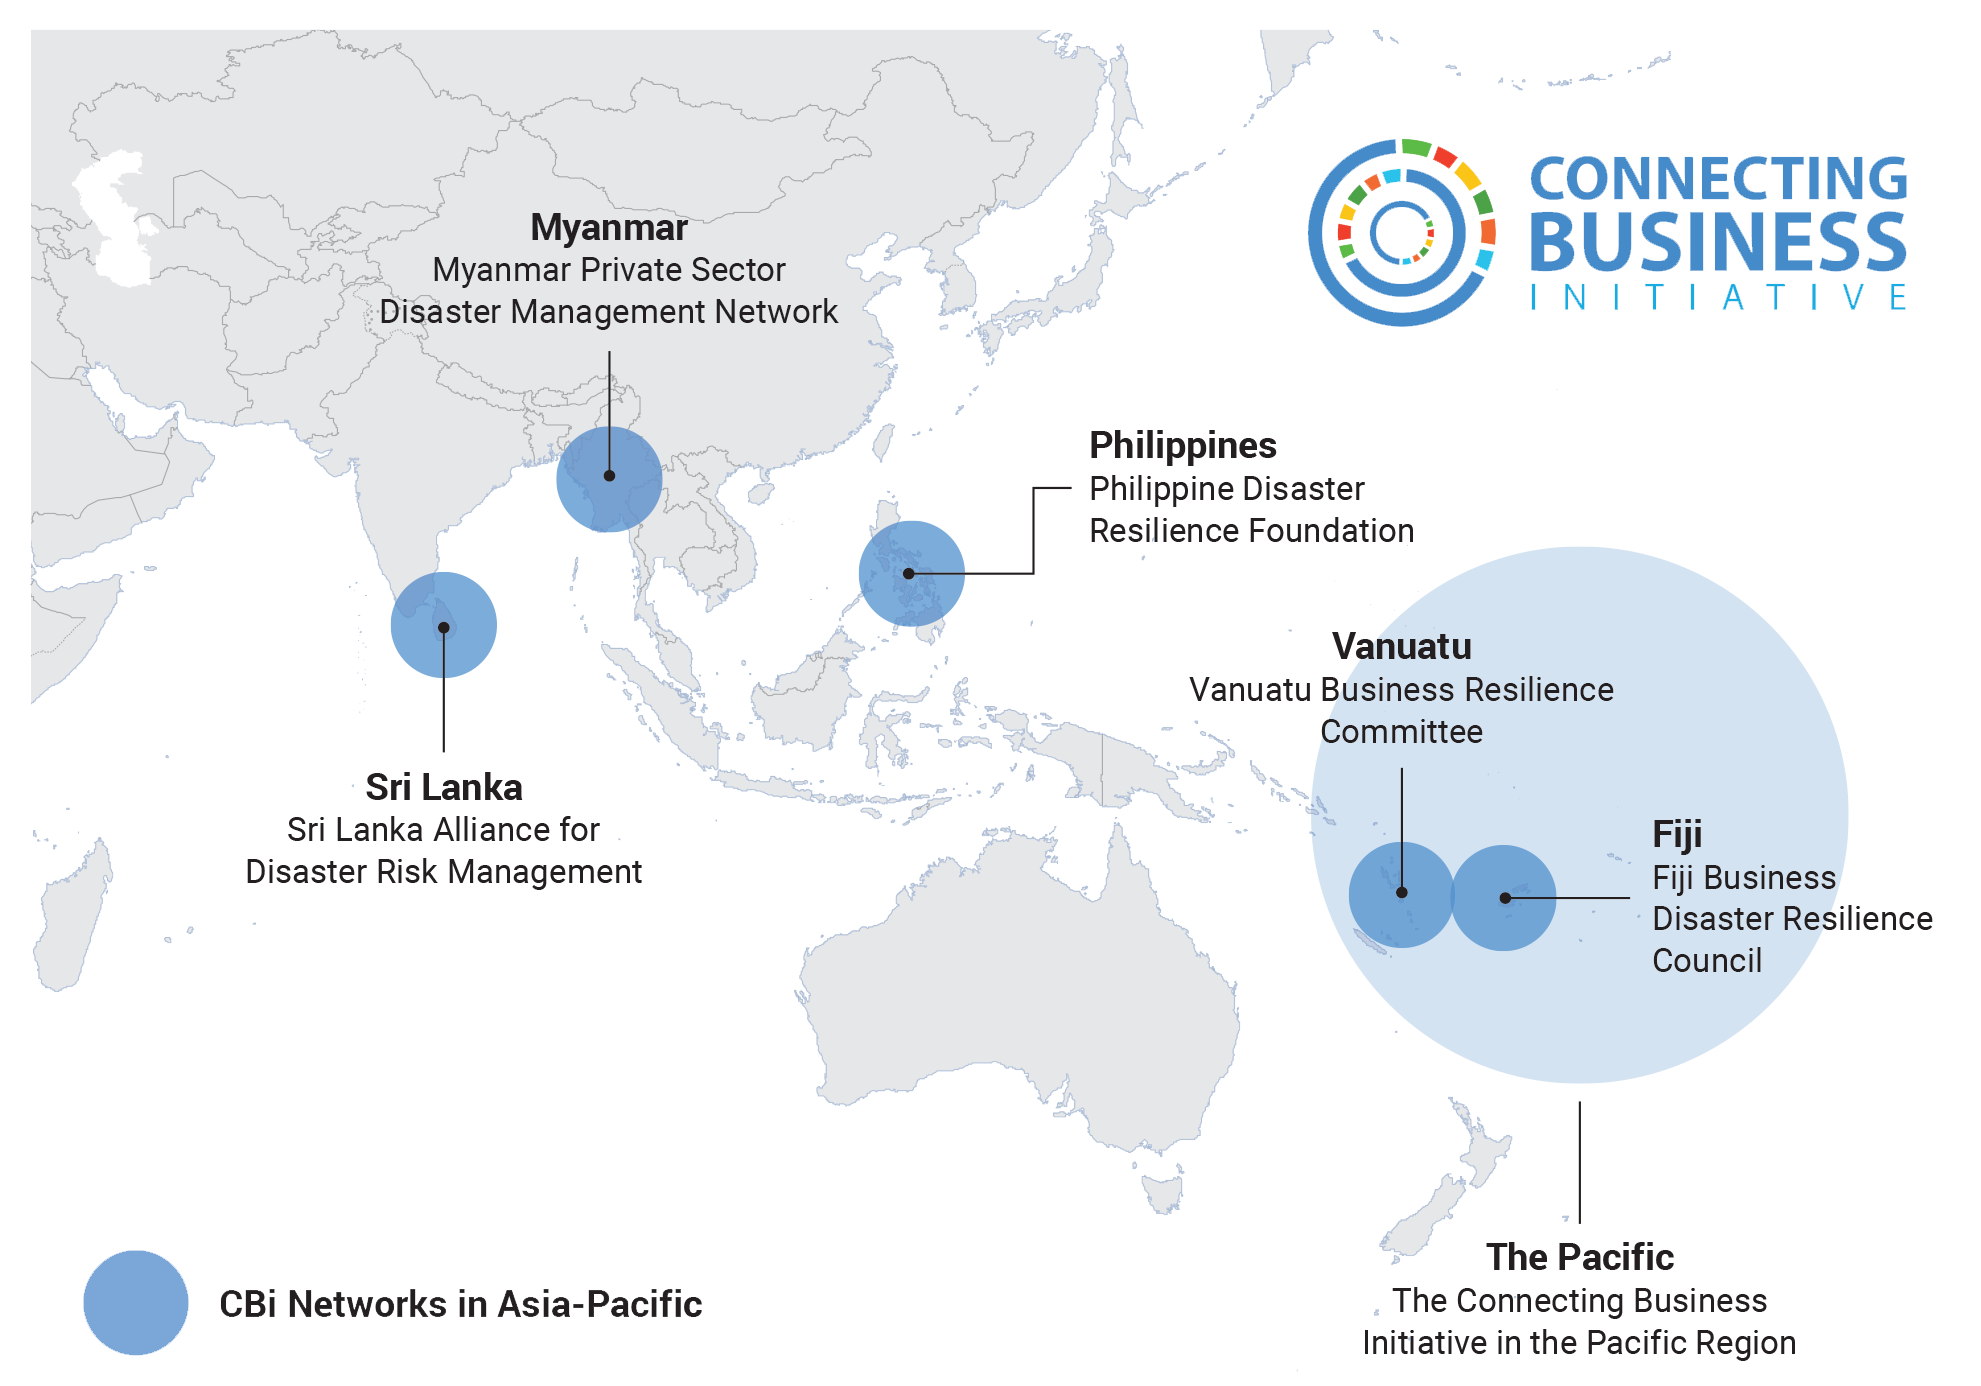 CONNECTING
BUSINESS
INITIATIVE
Myanmar
Myanmar Private Sector
Disaster Management Network
Philippines
Philippine Disaster
Resilience Foundation
Vanuatu
Vanuatu Business Resilience
Committee
Sri Lanka
Sri Lanka Alliance for
Disaster Risk Management
Fiji
Fiji Business
Disaster Resilience
Council
The Pacific
The Connecting Business
Initiative in the Pacific Region
CBi Networks in Asia-Pacific